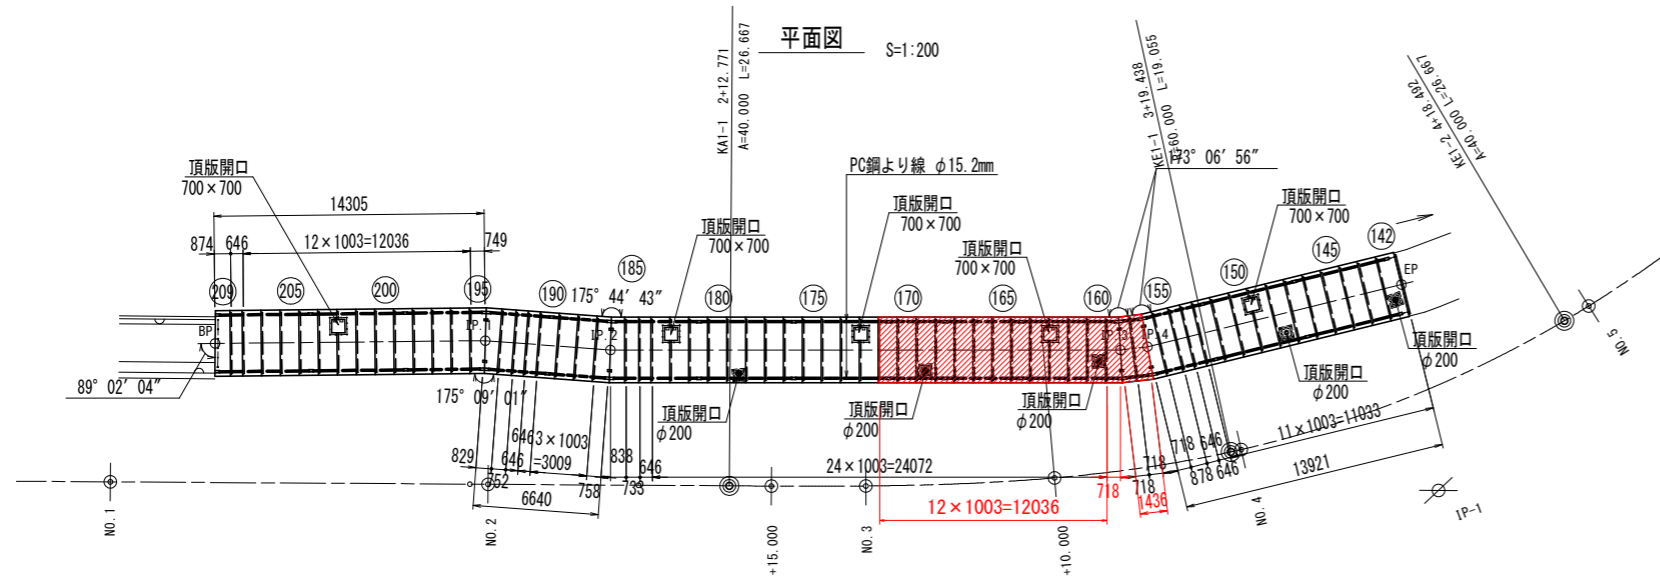 平面図 S=1:200
KA1-1 2+12.771
A=40.000 L=26.667
KE1-1 3+19.438
A=60.000 L=19.055
KE1-2 4+18.492
A=40.000 L=26.667
頂版開口
700×700
PC鋼より線 φ15.2mm
173° 06′ 56″
頂版開口
700×700
頂版開口
700×700
頂版開口
700×700
頂版開口
700×700
14305
874 646 12×1003=12036 749
209 205 200 195 190 185 180 175 170 165 160 155 150 145 142
175° 44′ 43″
BP
IP.1
IP.2
IP.3
IP.4
EP
89° 02′ 04″
175° 09′ 01″
頂版開口
φ200
頂版開口
φ200
頂版開口
φ200
頂版開口
φ200
頂版開口
φ200
829
752
646
646
3×1003
=3009
758
838
733
646
6640
24×1003=24072
12×1003=12036
718
718
718
1436
718
646
878
646
11×1003=11033
13921
NO.1
NO.2
+15.000
NO.3
+10.000
NO.4
IP-1
NO.5